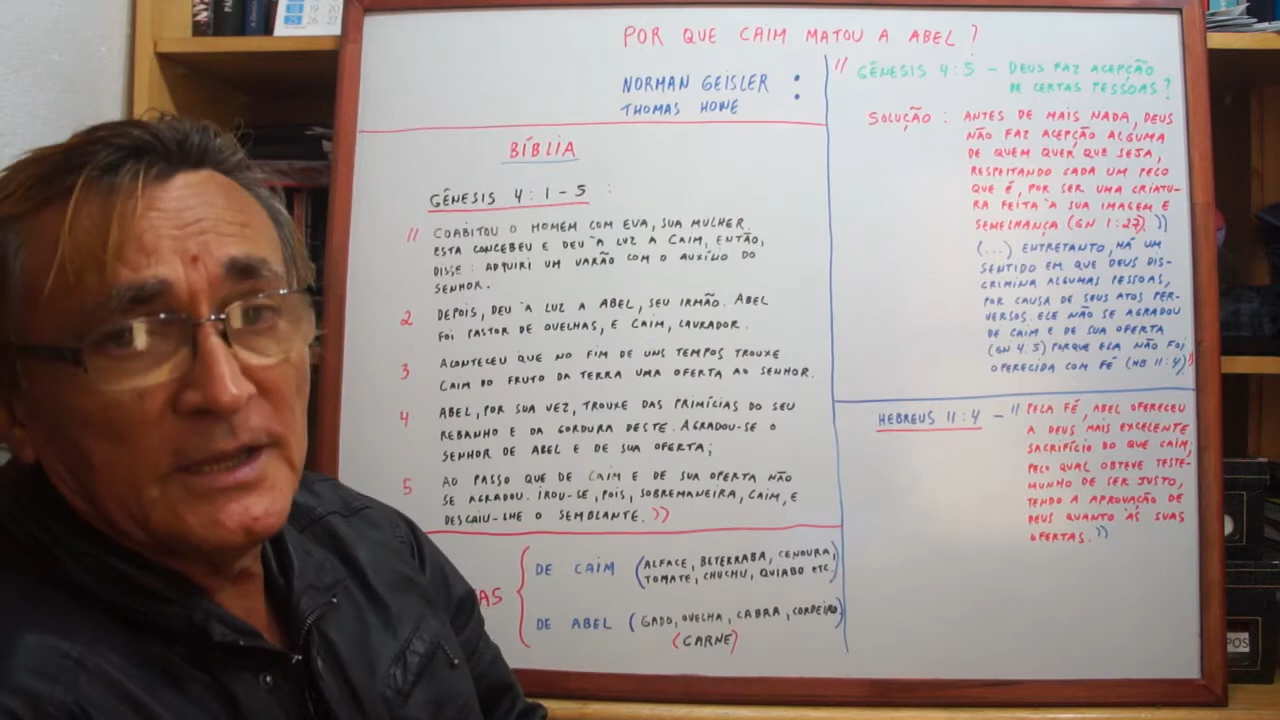 POR QUE CAIM MATOU A ABEL ?
NORMAN GEISLER :
THOMAS HOWE
BÍBLIA
GÊNESIS 4 : 1 - 5 :
" COABITOU O HOMEM COM EVA, SUA MULHER.
ESTA CONCEBEU E DEU À LUZ A CAIM, ENTÃO,
DISSE : ADQUIRI UM VARÃO COM O AUXÍLIO DO
SENHOR.
2 DEPOIS, DEU À LUZ A ABEL, SEU IRMÃO. ABEL
FOI PASTOR DE OVELHAS, E CAIM, LAVRADOR.
3 ACONTECEU QUE NO FIM DE UNS TEMPOS TROUXE
CAIM DO FRUTO DA TERRA UMA OFERTA AO SENHOR.
4 ABEL, POR SUA VEZ, TROUXE DAS PRIMÍCIAS DO SEU
REBANHO E DA GORDURA DESTE. AGRADOU-SE O
SENHOR DE ABEL E DE SUA OFERTA;
5 AO PASSO QUE DE CAIM E DE SUA OFERTA NÃO
SE AGRADOU. IROU-SE, POIS, SOBREMANEIRA, CAIM, E
DESCAIU-LHE O SEMBLANTE. "
DE CAIM (ALFACE, BETERRABA, CENOURA,
TOMATE, CHUCHU, QUIABO ETC.)
DE ABEL (GADO, OVELHA, CABRA, CORDEIRO)
(CARNE)
" GÊNESIS 4 : 5 - DEUS FAZ ACEPÇÃO
DE CERTAS PESSOAS ?
SOLUÇÃO : ANTES DE MAIS NADA, DEUS
NÃO FAZ ACEPÇÃO ALGUMA
DE QUEM QUER QUE SEJA,
RESPEITANDO CADA UM PELO
QUE É, POR SER UMA CRIATU-
RA FEITA À SUA IMAGEM E
SEMELHANÇA (GN 1:27). "
(...) ENTRETANTO, HÁ UM
SENTIDO EM QUE DEUS DIS-
CRIMINA ALGUMAS PESSOAS,
POR CAUSA DE SEUS ATOS PER-
VERSOS. ELE NÃO SE AGRADOU
DE CAIM E DE SUA OFERTA
(GN 4:5) PORQUE ELA NÃO FOI
OFERECIDA COM FÉ (HB 11:4) "
HEBREUS 11:4 - " PELA FÉ, ABEL OFERECEU
A DEUS MAIS EXCELENTE
SACRIFÍCIO DO QUE CAIM;
PELO QUAL OBTEVE TESTE-
MUNHO DE SER JUSTO,
TENDO A APROVAÇÃO DE
DEUS QUANTO ÀS SUAS
OFERTAS. "